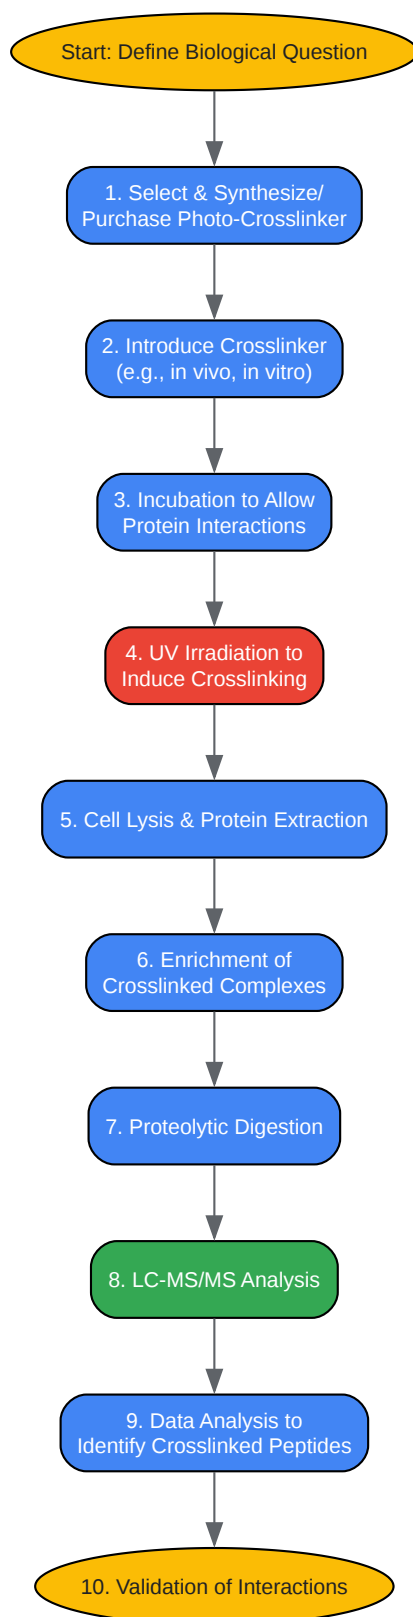 Start: Define Biological Question
1. Select & Synthesize/
Purchase Photo-Crosslinker
2. Introduce Crosslinker
(e.g., in vivo, in vitro)
3. Incubation to Allow
Protein Interactions
4. UV Irradiation to
Induce Crosslinking
5. Cell Lysis & Protein Extraction
6. Enrichment of
Crosslinked Complexes
7. Proteolytic Digestion
8. LC-MS/MS Analysis
9. Data Analysis to
Identify Crosslinked Peptides
10. Validation of Interactions